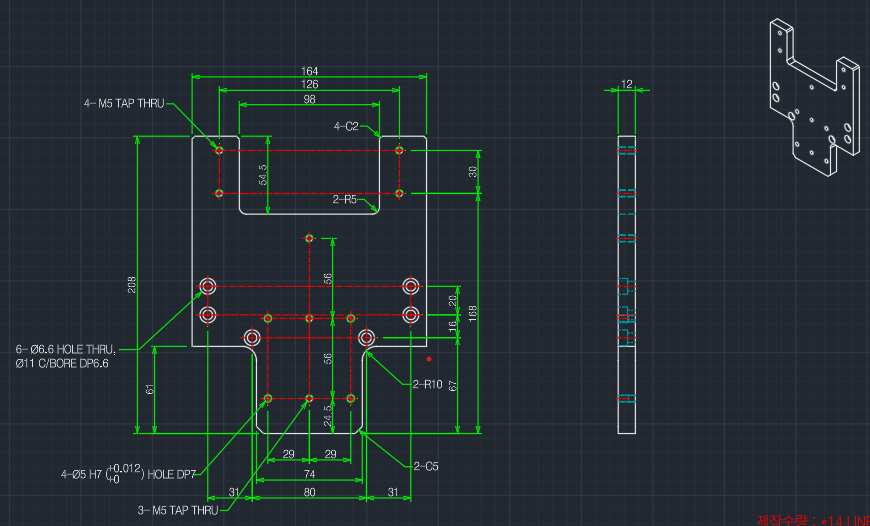 164
126
12
98
4-M5 TAP THRU
4-C2
54.5
30
2-R5
208
56
20
168
16
6-Ø6.6 HOLE THRU,
Ø11 C/BORE DP6.6
56
61
2-R10
67
24.5
29
29
2-C5
4-Ø5 H7 (+0.012 +0) HOLE DP7
74
31
80
31
3-M5 TAP THRU
제작수량 : *14 LINE